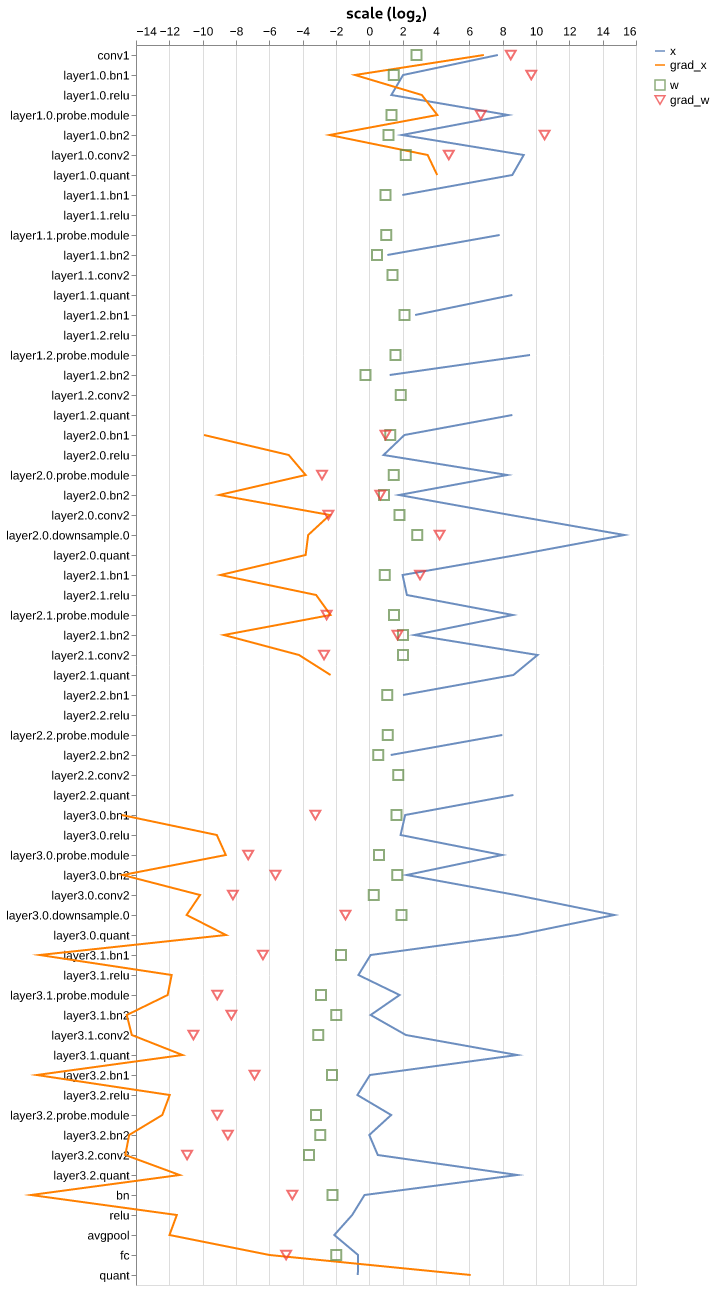 scale (log₂)
−14 −12 −10 −8 −6 −4 −2 0 2 4 6 8 10 12 14 16
x
grad_x
w
grad_w
conv1
layer1.0.bn1
layer1.0.relu
layer1.0.probe.module
layer1.0.bn2
layer1.0.conv2
layer1.0.quant
layer1.1.bn1
layer1.1.relu
layer1.1.probe.module
layer1.1.bn2
layer1.1.conv2
layer1.1.quant
layer1.2.bn1
layer1.2.relu
layer1.2.probe.module
layer1.2.bn2
layer1.2.conv2
layer1.2.quant
layer2.0.bn1
layer2.0.relu
layer2.0.probe.module
layer2.0.bn2
layer2.0.conv2
layer2.0.downsample.0
layer2.0.quant
layer2.1.bn1
layer2.1.relu
layer2.1.probe.module
layer2.1.bn2
layer2.1.conv2
layer2.1.quant
layer2.2.bn1
layer2.2.relu
layer2.2.probe.module
layer2.2.bn2
layer2.2.conv2
layer2.2.quant
layer3.0.bn1
layer3.0.relu
layer3.0.probe.module
layer3.0.bn2
layer3.0.conv2
layer3.0.downsample.0
layer3.0.quant
layer3.1.bn1
layer3.1.relu
layer3.1.probe.module
layer3.1.bn2
layer3.1.conv2
layer3.1.quant
layer3.2.bn1
layer3.2.relu
layer3.2.probe.module
layer3.2.bn2
layer3.2.conv2
layer3.2.quant
bn
relu
avgpool
fc
quant